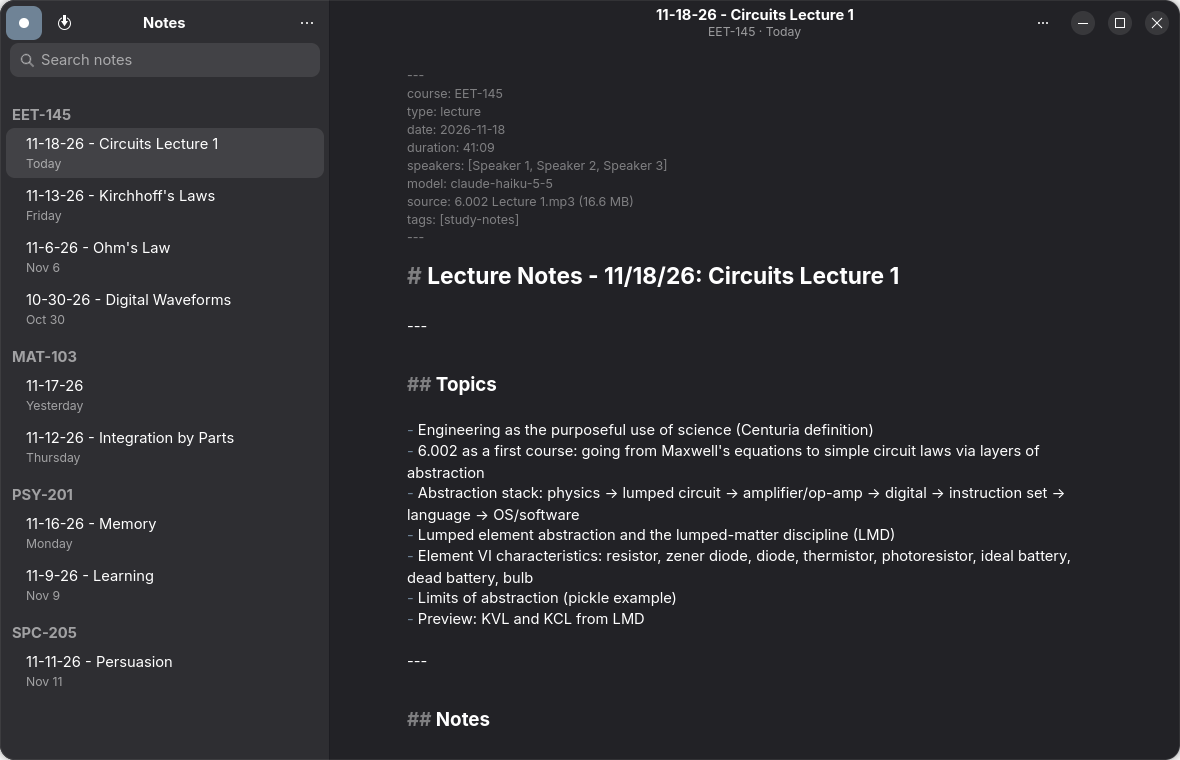 Notes
Search notes
EET-145
11-18-26 - Circuits Lecture 1
Today
11-13-26 - Kirchhoff's Laws
Friday
11-6-26 - Ohm's Law
Nov 6
10-30-26 - Digital Waveforms
Oct 30
MAT-103
11-17-26
Yesterday
11-12-26 - Integration by Parts
Thursday
PSY-201
11-16-26 - Memory
Monday
11-9-26 - Learning
Nov 9
SPC-205
11-11-26 - Persuasion
Nov 11
11-18-26 - Circuits Lecture 1
EET-145 · Today
---
course: EET-145
type: lecture
date: 2026-11-18
duration: 41:09
speakers: [Speaker 1, Speaker 2, Speaker 3]
model: claude-haiku-5-5
source: 6.002 Lecture 1.mp3 (16.6 MB)
tags: [study-notes]
---
# Lecture Notes - 11/18/26: Circuits Lecture 1
---
## Topics
- Engineering as the purposeful use of science (Centuria definition)
- 6.002 as a first course: going from Maxwell's equations to simple circuit laws via layers of
abstraction
- Abstraction stack: physics → lumped circuit → amplifier/op-amp → digital → instruction set →
language → OS/software
- Lumped element abstraction and the lumped-matter discipline (LMD)
- Element VI characteristics: resistor, zener diode, diode, thermistor, photoresistor, ideal battery,
dead battery, bulb
- Limits of abstraction (pickle example)
- Preview: KVL and KCL from LMD
---
## Notes